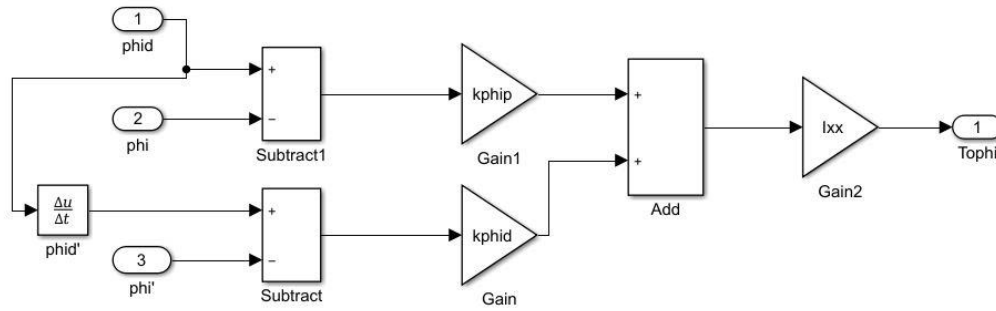 1
phid
+
2
−
phi
Subtract1
kphip
Gain1
+
+
Add
Ixx
Gain2
1
Tophi
Δu
Δt
phid'
+
3
−
phi'
Subtract
kphid
Gain